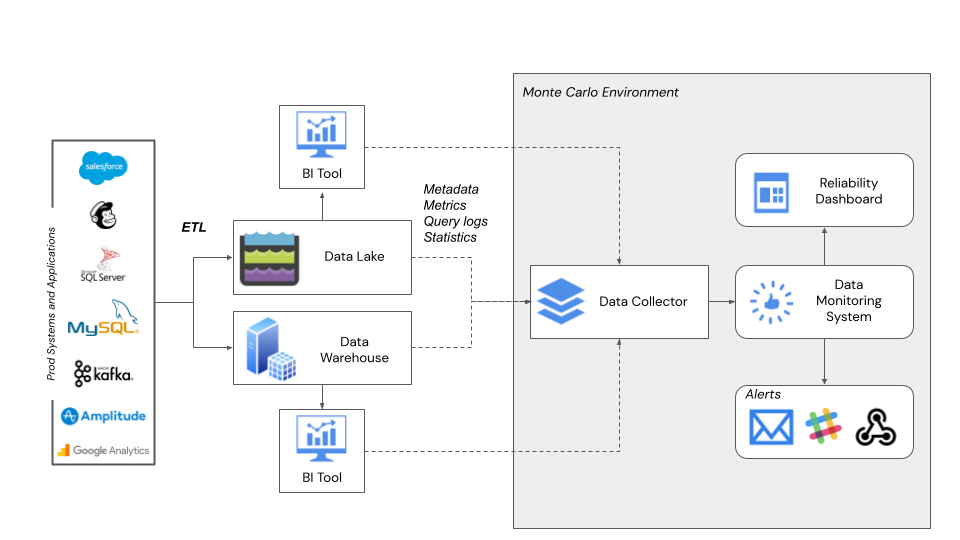 Monte Carlo Environment
Prod Systems and Applications
salesforce
Microsoft
SQL Server
MySQL
APACHE
kafka
Amplitude
Google Analytics
ETL
BI Tool
Metadata
Metrics
Query logs
Statistics
Data Lake
Data
Warehouse
BI Tool
Data Collector
Reliability
Dashboard
Data
Monitoring
System
Alerts